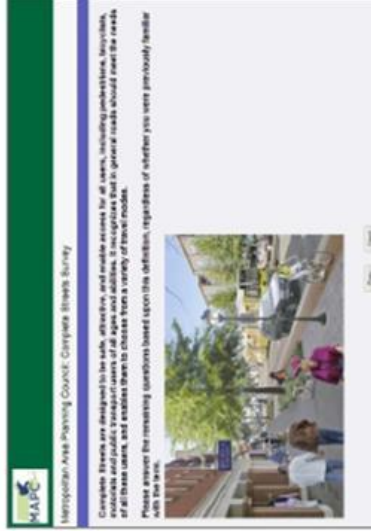 MAPC
Metropolitan Area Planning Council: Complete Streets Survey
Complete Streets are designed to be safe, attractive, and enable access for all users, including pedestrians, bicyclists,
motorists and public transport users of all ages and abilities. It recognizes that in general roads should meet the needs
of all these users, and enables them to choose from a variety of travel modes.
Please answer the remaining questions based upon this definition, regardless of whether you were previously familiar
with the term.